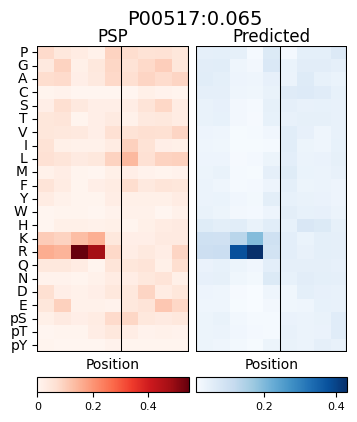 P00517:0.065
PSP
Predicted
P
G
A
C
S
T
V
I
L
M
F
Y
W
H
K
R
Q
N
D
E
pS
pT
pY
Position
Position
0
0.2
0.4
0.2
0.4